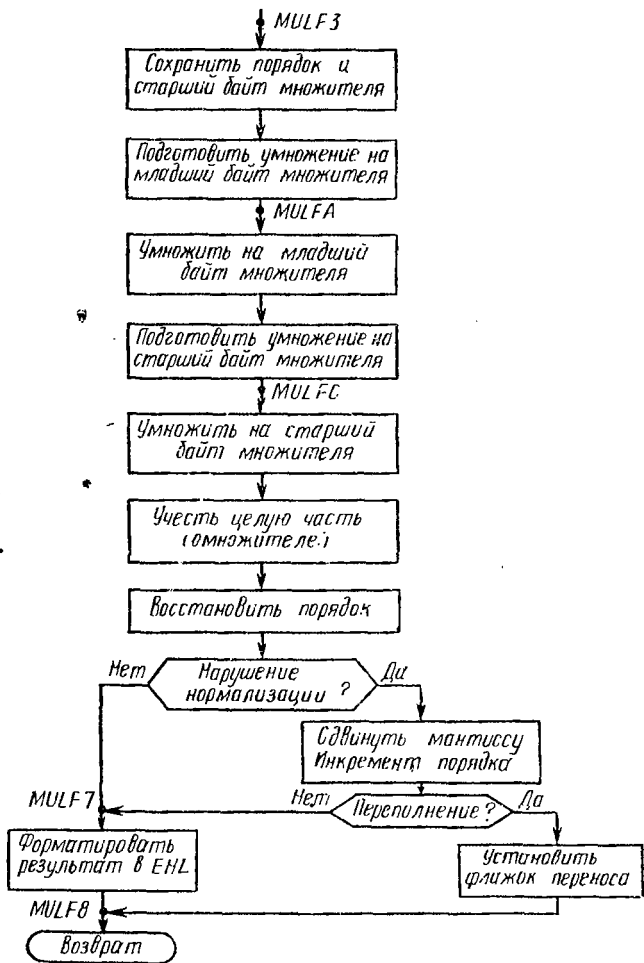 MULF3
Сохранить порядок и
старший байт множителя
Подготовить умножение на
младший байт множителя
MULFA
Умножить на младший
байт множителя
Подготовить умножение на
старший байт множителя
MULFC
Умножить на старший
байт множителя
Учесть целую часть
(сомножителей)
Восстановить порядок
Нет
Нарушение
нормализации ?
Да
Сдвинуть мантиссу
Инкремент порядка
MULF7
Нет
Переполнение?
Да
Форматировать
результат в EHL
Установить
флажок переноса
MULF8
Возврат